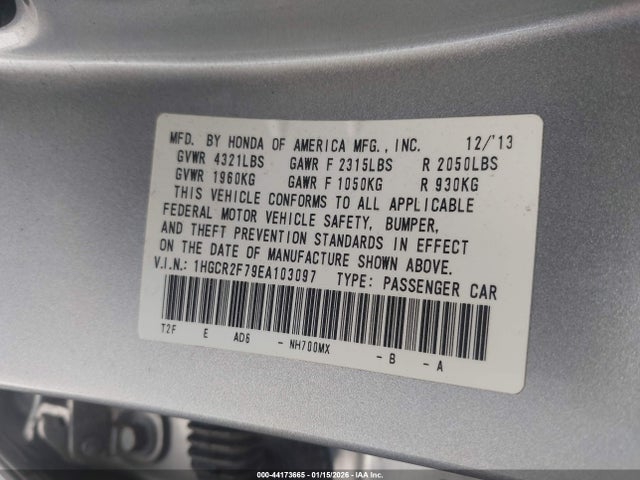 MFD. BY HONDA OF AMERICA MFG., INC. 12/'13
GVWR 4321LBS GAWR F 2315LBS R 2050LBS
GVWR 1960KG GAWR F 1050KG R 930KG
THIS VEHICLE CONFORMS TO ALL APPLICABLE
FEDERAL MOTOR VEHICLE SAFETY, BUMPER,
AND THEFT PREVENTION STANDARDS IN EFFECT
ON THE DATE OF MANUFACTURE SHOWN ABOVE.
V.I.N.: 1HGCR2F79EA103097 TYPE: PASSENGER CAR
T2F E AD6 - NH700MX - B - A
000-44173665 01/15/2026 © IAA Inc.